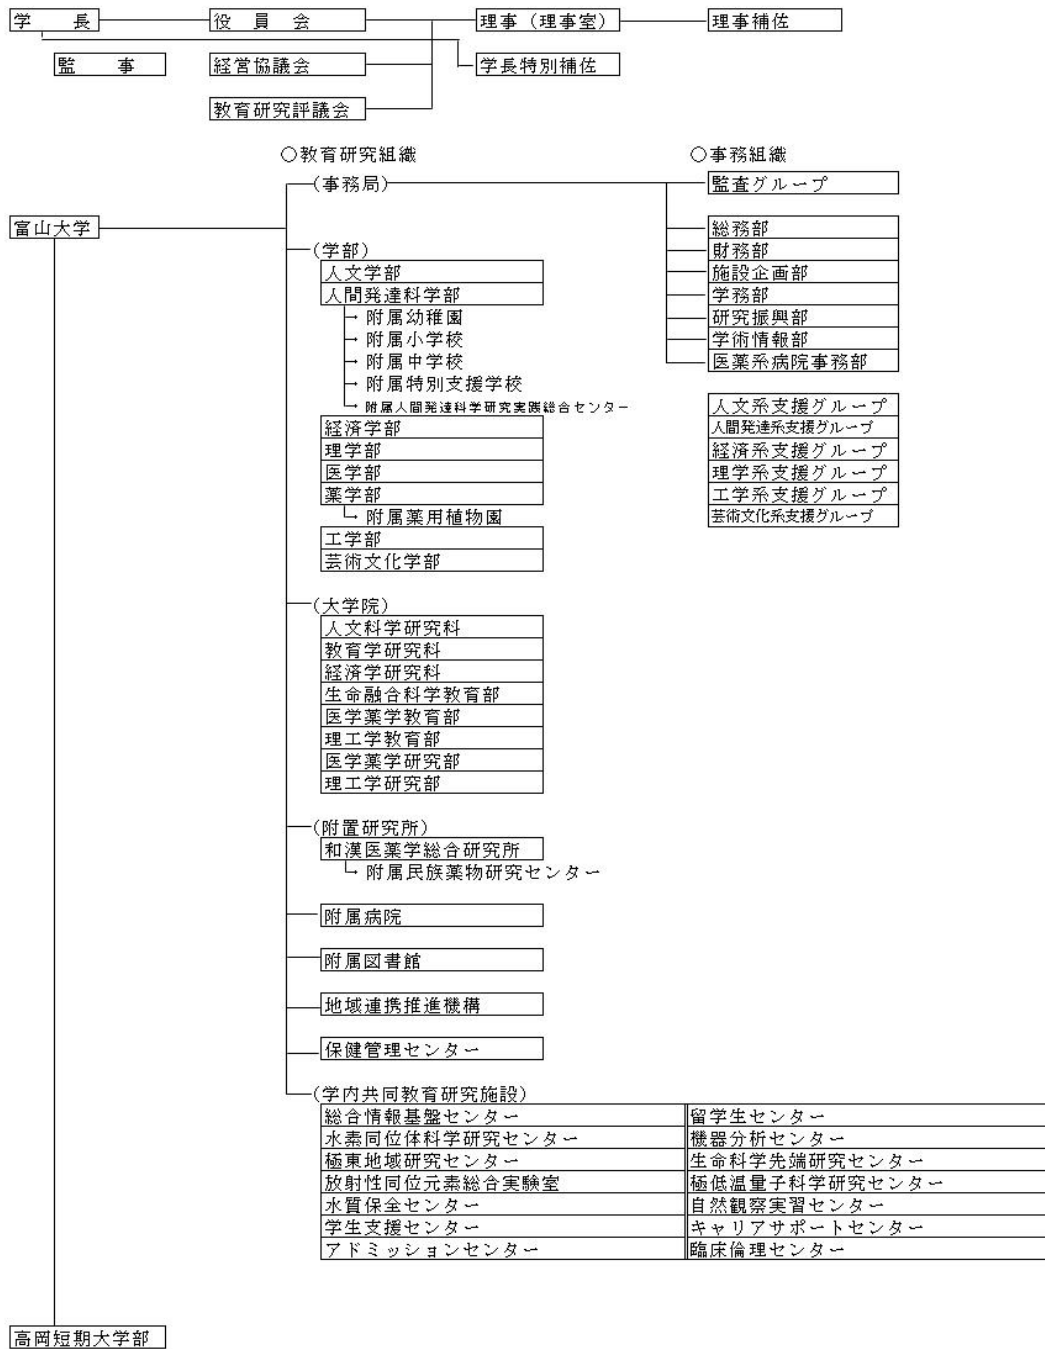 学　長　役　員　会　理事（理事室）　理事補佐
監　事　経営協議会　学長特別補佐
教育研究評議会
○教育研究組織　○事務組織
(事務局)　監査グループ
富山大学　総務部
(学部)　財務部
人文学部　施設企画部
人間発達科学部　学務部
附属幼稚園　研究振興部
附属小学校　学術情報部
附属中学校　医薬系病院事務部
附属特別支援学校
附属人間発達科学研究実践総合センター　人文系支援グループ
経済学部　人間発達系支援グループ
理学部　経済系支援グループ
医学部　理学系支援グループ
薬学部　工学系支援グループ
附属薬用植物園　芸術文化系支援グループ
工学部
芸術文化学部
(大学院)
人文科学研究科
教育学研究科
経済学研究科
生命融合科学教育部
医学薬学教育部
理工学教育部
医学薬学研究部
理工学研究部
(附置研究所)
和漢医薬学総合研究所
附属民族薬物研究センター
附属病院
附属図書館
地域連携推進機構
保健管理センター
(学内共同教育研究施設)
総合情報基盤センター　留学生センター
水素同位体科学研究センター　機器分析センター
極東地域研究センター　生命科学先端研究センター
放射性同位元素総合実験室　極低温量子科学研究センター
水質保全センター　自然観察実習センター
学生支援センター　キャリアサポートセンター
アドミッションセンター　臨床倫理センター
高岡短期大学部